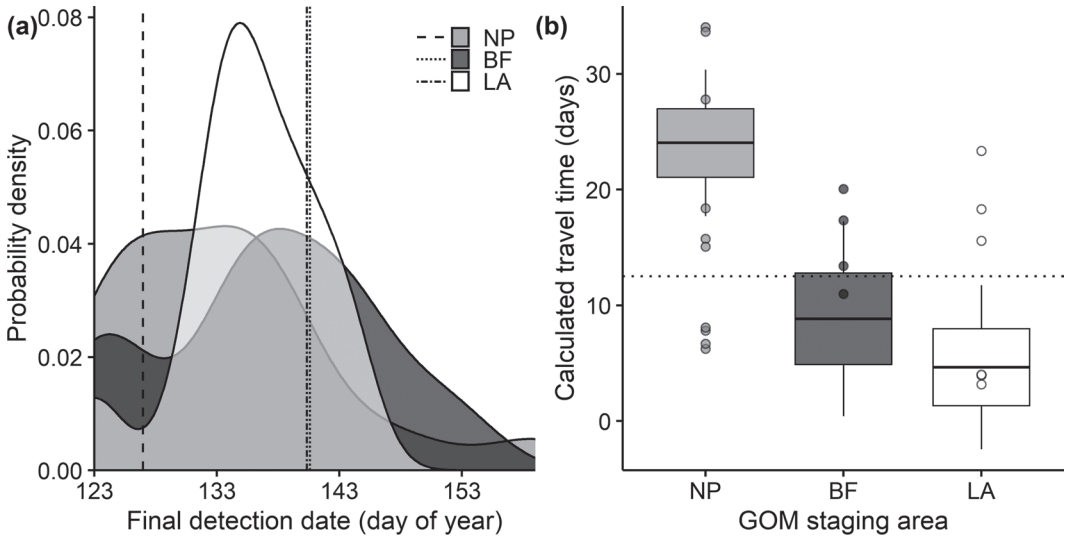 (a)
Probability density
0.08
0.06
0.04
0.02
0.00
123 133 143 153
Final detection date (day of year)
NP
BF
LA
(b)
Calculated travel time (days)
30
20
10
0
NP BF LA
GOM staging area